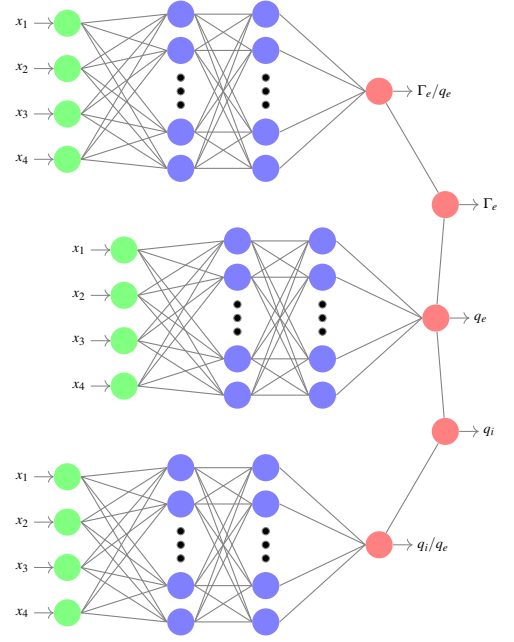 x₁
x₂
x₃
x₄
Γₑ/qₑ
Γₑ
x₁
x₂
x₃
x₄
qₑ
qᵢ
x₁
x₂
x₃
x₄
qᵢ/qₑ